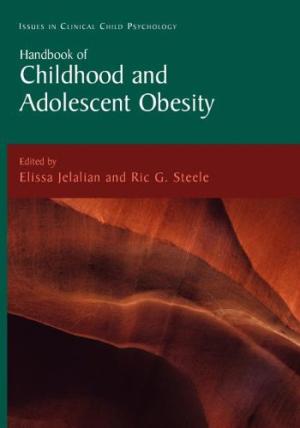 ISSUES IN CLINICAL CHILD PSYCHOLOGY
Handbook of
Childhood and
Adolescent Obesity
Edited by
Elissa Jelalian and Ric G. Steele